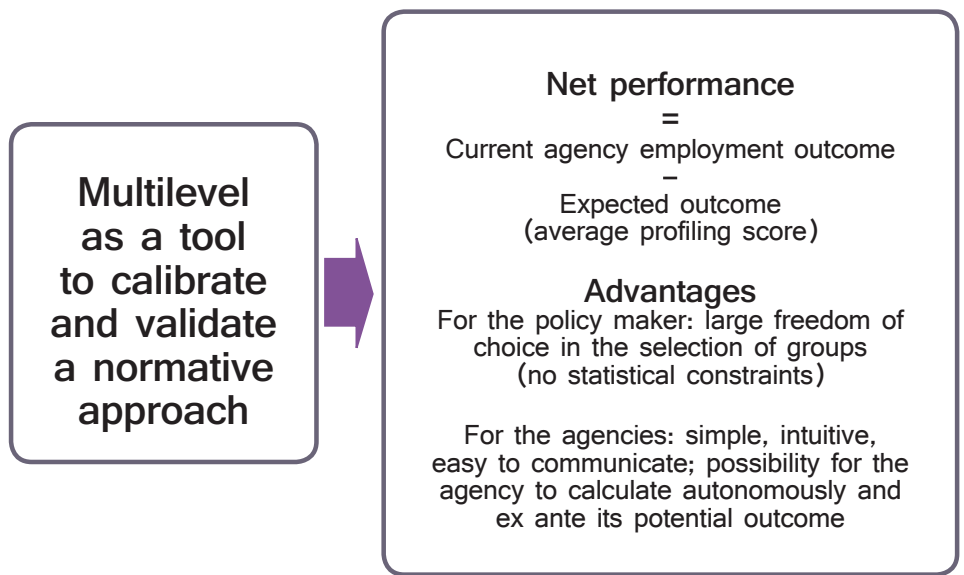 Multilevel
as a tool
to calibrate
and validate
a normative
approach
Net performance
=
Current agency employment outcome
–
Expected outcome
(average profiling score)
Advantages
For the policy maker: large freedom of
choice in the selection of groups
(no statistical constraints)
For the agencies: simple, intuitive,
easy to communicate; possibility for the
agency to calculate autonomously and
ex ante its potential outcome